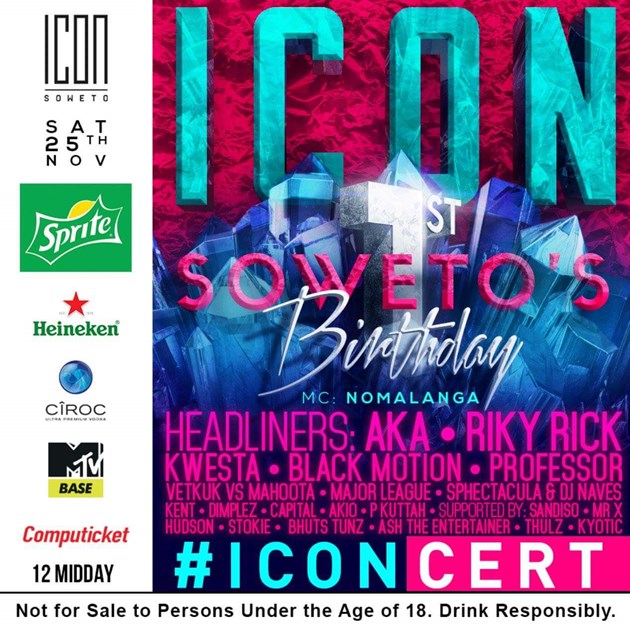 ICON
SOWETO
SAT
25TH
NOV
Sprite
Heineken
CÎROC
ULTRA PREMIUM VODKA
MTV
BASE
Computicket
12 MIDDAY
ICON
1ST
SOWETO'S
Birthday
MC: NOMALANGA
HEADLINERS: AKA • RIKY RICK
KWESTA • BLACK MOTION • PROFESSOR
VETKUK VS MAHOOTA • MAJOR LEAGUE • SPHECTACULA & DJ NAVES
KENT • DIMPLEZ • CAPITAL • AKIO • P KUTTAH • SUPPORTED BY: SANDISO • MR X
HUDSON • STOKIE • BHUTS TUNZ • ASH THE ENTERTAINER • THULZ • KYOTIC
#ICONCERT
Not for Sale to Persons Under the Age of 18. Drink Responsibly.